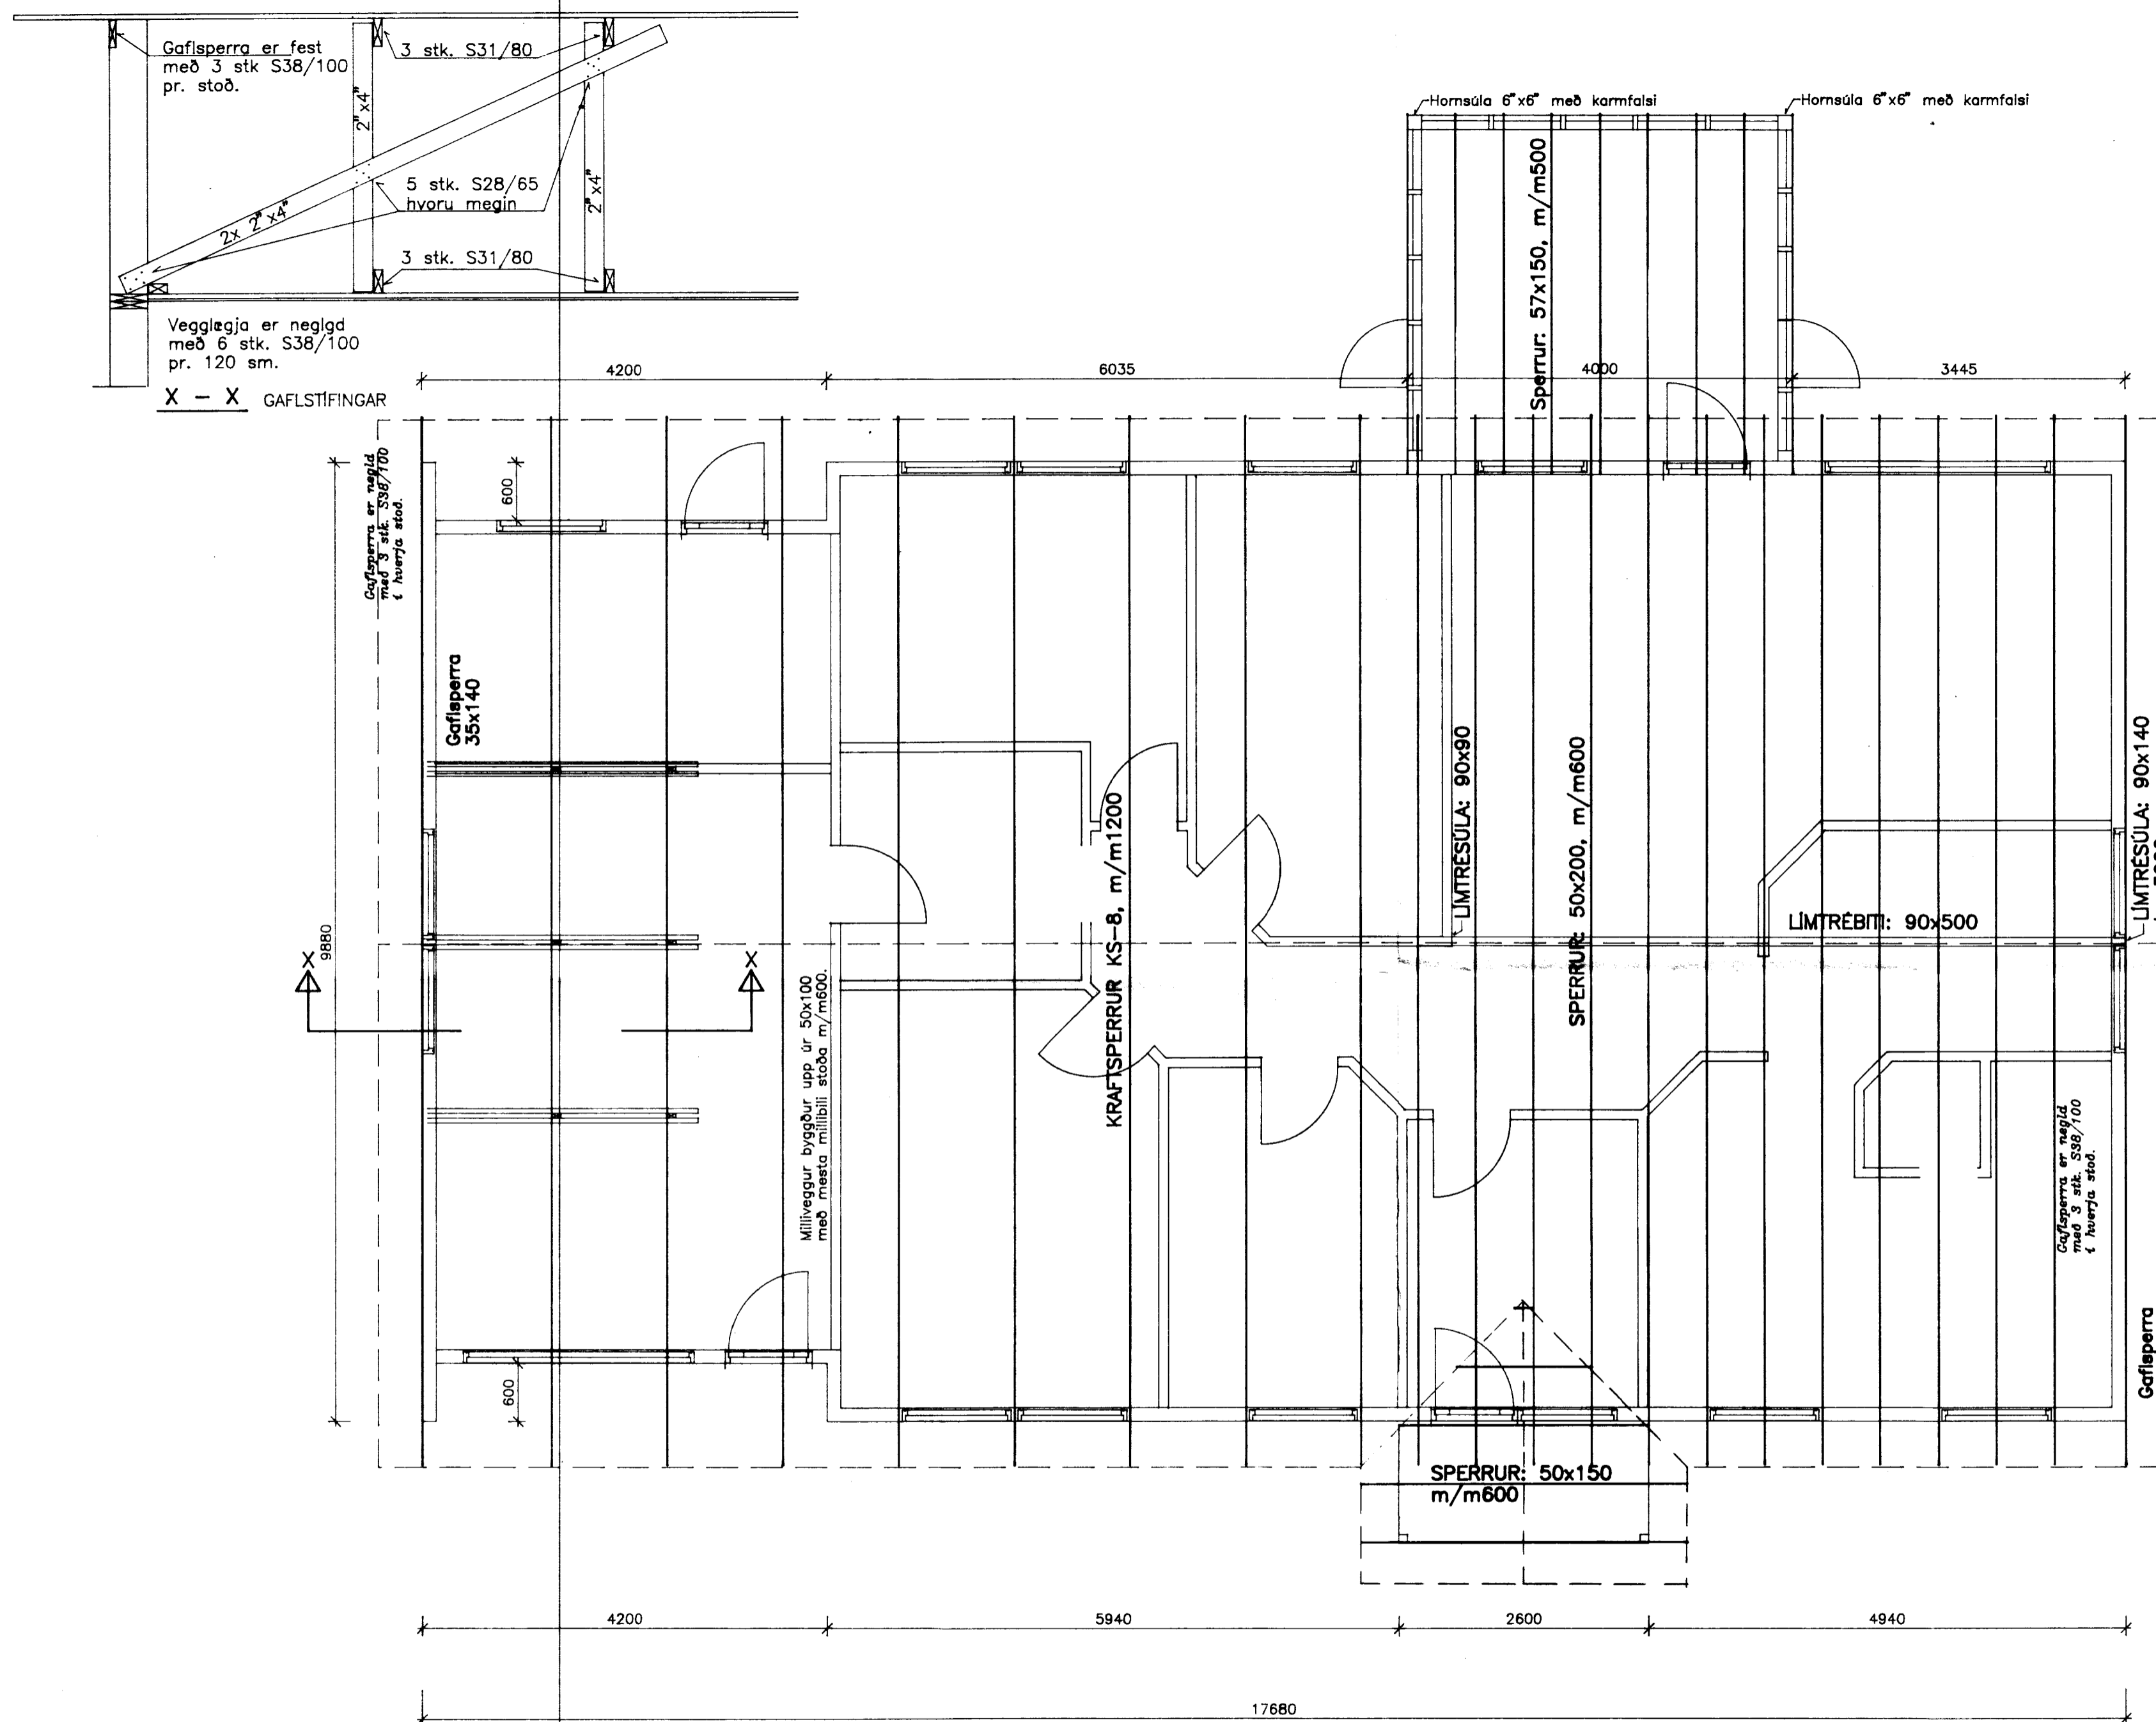 Gaflsperra er fest
með 3 stk S38/100
pr. stoð.
3 stk. S31/80
2"x4"
2"x4"
2x 2"x4"
5 stk. S28/65
hvoru megin
3 stk. S31/80
Vegglægja er neglgd
með 6 stk. S38/100
pr. 120 sm.
X - X GAFLSTÍFINGAR
Hornsúla 6"x6" með karmfalsi
Hornsúla 6"x6" með karmfalsi
Sperrur: 57x150, m/m500
4200
6035
4000
3445
Gaflsperra er negld
með 3 stk. S38/100
í hverja stoð.
600
9880
Gaflsperra
35x140
X
X
Milliveggur byggður upp úr 50x100
með mesta millibili stoða m/m600.
KRAFTSPERRUR KS-8, m/m1200
LÍMTRÉSÚLA: 90x90
SPERRUR: 50x200, m/m600
LÍMTRÉBITI: 90x500
LÍMTRÉSÚLA: 90x140
Gaflsperra er negld
með 3 stk. S38/100
í hverja stoð.
Gaflsperra
600
SPERRUR: 50x150
m/m600
4200
5940
2600
4940
17680